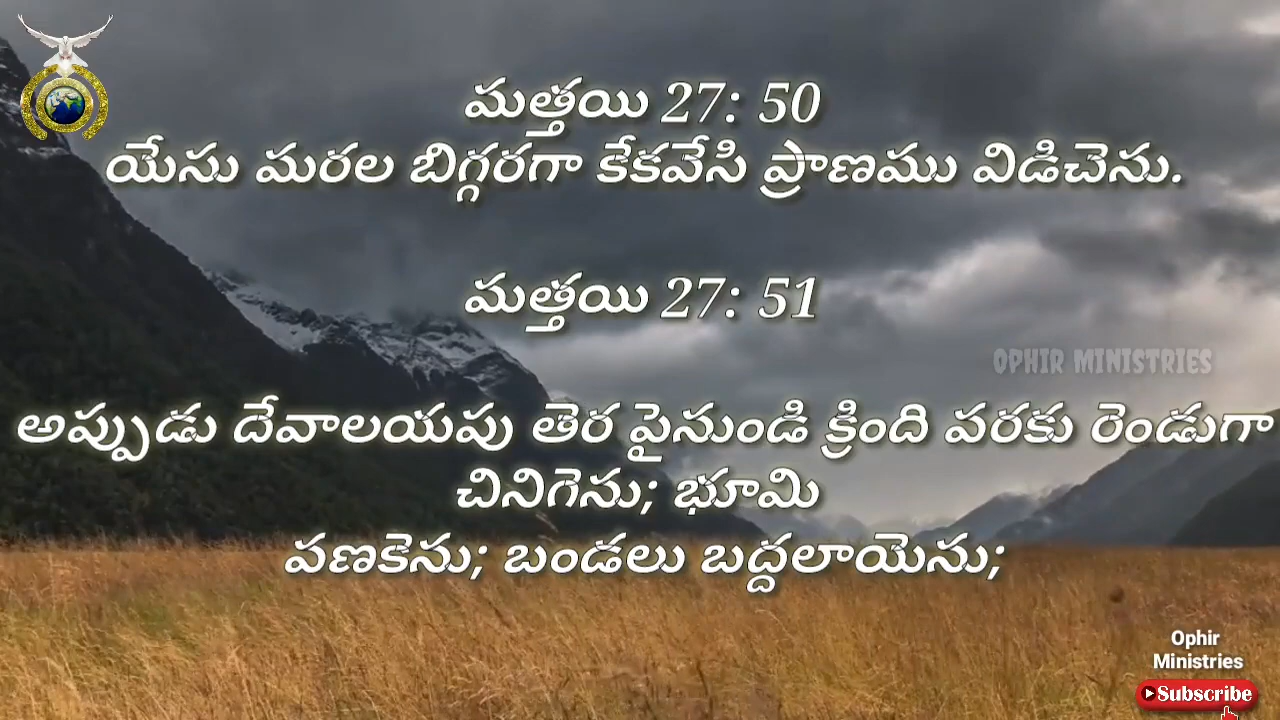 మత్తయి 27: 50
యేసు మరల బిగ్గరగా కేకవేసి ప్రాణము విడిచెను.
మత్తయి 27: 51
OPHIR MINISTRIES
అప్పుడు దేవాలయపు తెర పైనుండి క్రింది వరకు రెండుగా
చినిగెను; భూమి
వణకెను; బండలు బద్దలాయెను;
Ophir
Ministries
Subscribe